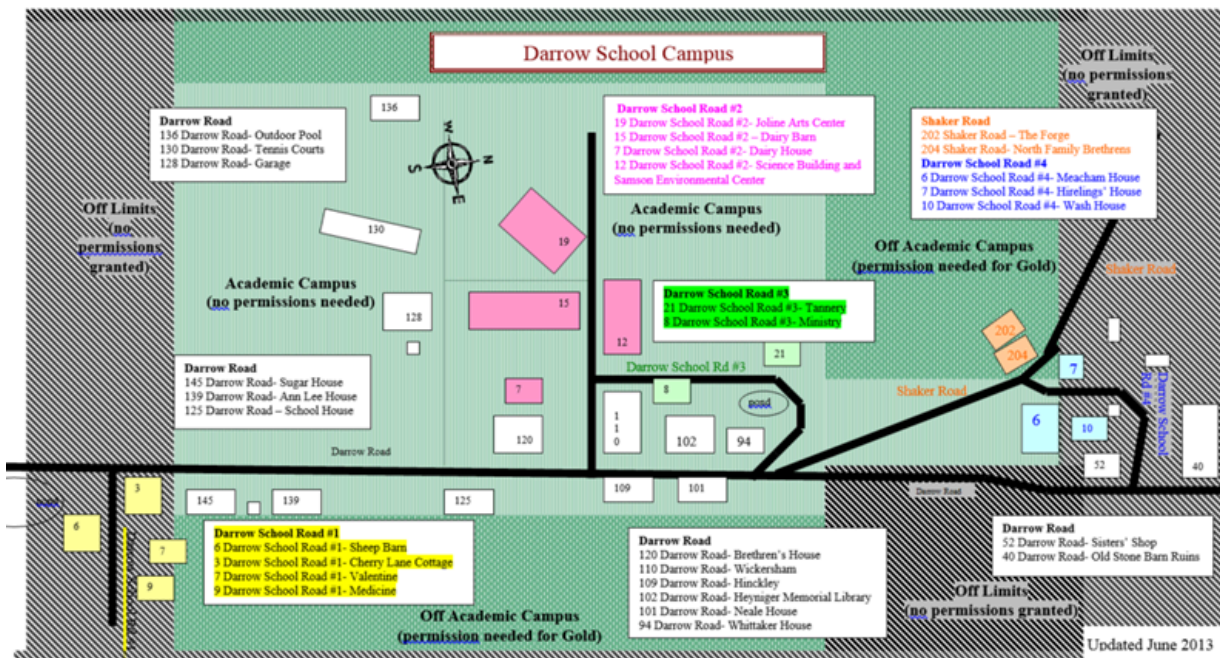 Darrow School Campus
Off Limits
(no permissions
granted)
136
Darrow Road
136 Darrow Road- Outdoor Pool
130 Darrow Road- Tennis Courts
128 Darrow Road- Garage
W
N
S
E
Darrow School Road #2
19 Darrow School Road #2- Joline Arts Center
15 Darrow School Road #2 – Dairy Barn
7 Darrow School Road #2- Dairy House
12 Darrow School Road #2- Science Building and
Samson Environmental Center
Shaker Road
202 Shaker Road – The Forge
204 Shaker Road- North Family Brethrens
Darrow School Road #4
6 Darrow School Road #4- Meacham House
7 Darrow School Road #4- Hirelings' House
10 Darrow School Road #4- Wash House
Off Limits
(no
permissions
granted)
130
19
Academic Campus
(no permissions needed)
Off Academic Campus
(permission needed for Gold)
Shaker Road
Academic Campus
(no permissions needed)
128
15
12
Darrow School Road #3
21 Darrow School Road #3- Tannery
8 Darrow School Road #3- Ministry
21
202
204
7
Darrow Road
145 Darrow Road- Sugar House
139 Darrow Road- Ann Lee House
125 Darrow Road – School House
Darrow School Rd #3
Shaker Road
Darrow School
Rd #4
7
8
pond
110
120
102
94
6
10
52
40
Darrow Road
Darrow Road
3
6
7
9
145
139
125
109
101
Darrow School Road #1
6 Darrow School Road #1- Sheep Barn
3 Darrow School Road #1- Cherry Lane Cottage
7 Darrow School Road #1- Valentine
9 Darrow School Road #1- Medicine
Off Academic Campus
(permission needed for Gold)
Darrow Road
120 Darrow Road- Brethren's House
110 Darrow Road- Wickersham
109 Darrow Road- Hinckley
102 Darrow Road- Heyniger Memorial Library
101 Darrow Road- Neale House
94 Darrow Road- Whittaker House
Darrow Road
52 Darrow Road- Sisters' Shop
40 Darrow Road- Old Stone Barn Ruins
Off Limits
(no permissions granted)
Updated June 2013